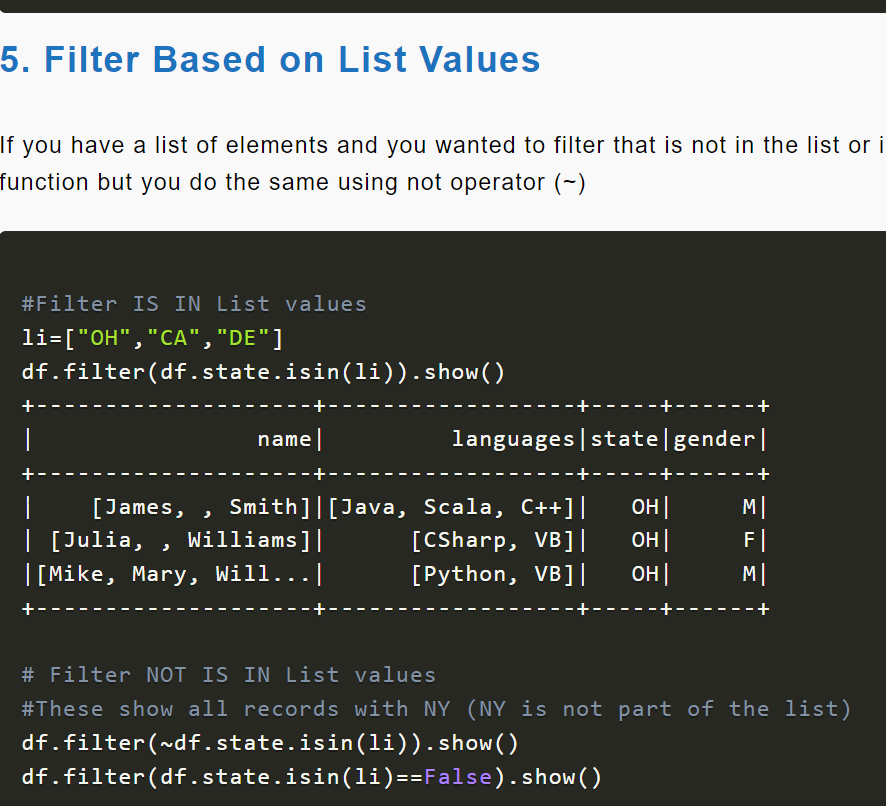 5. Filter Based on List Values
If you have a list of elements and you wanted to filter that is not in the list or i
function but you do the same using not operator (~)
#Filter IS IN List values
li=["OH","CA","DE"]
df.filter(df.state.isin(li)).show()
+--------------------+------------------+-----+------+
|                name|         languages|state|gender|
+--------------------+------------------+-----+------+
|    [James, , Smith]|[Java, Scala, C++]|   OH|     M|
| [Julia, , Williams]|      [CSharp, VB]|   OH|     F|
|[Mike, Mary, Will...|      [Python, VB]|   OH|     M|
+--------------------+------------------+-----+------+
# Filter NOT IS IN List values
#These show all records with NY (NY is not part of the list)
df.filter(~df.state.isin(li)).show()
df.filter(df.state.isin(li)==False).show()